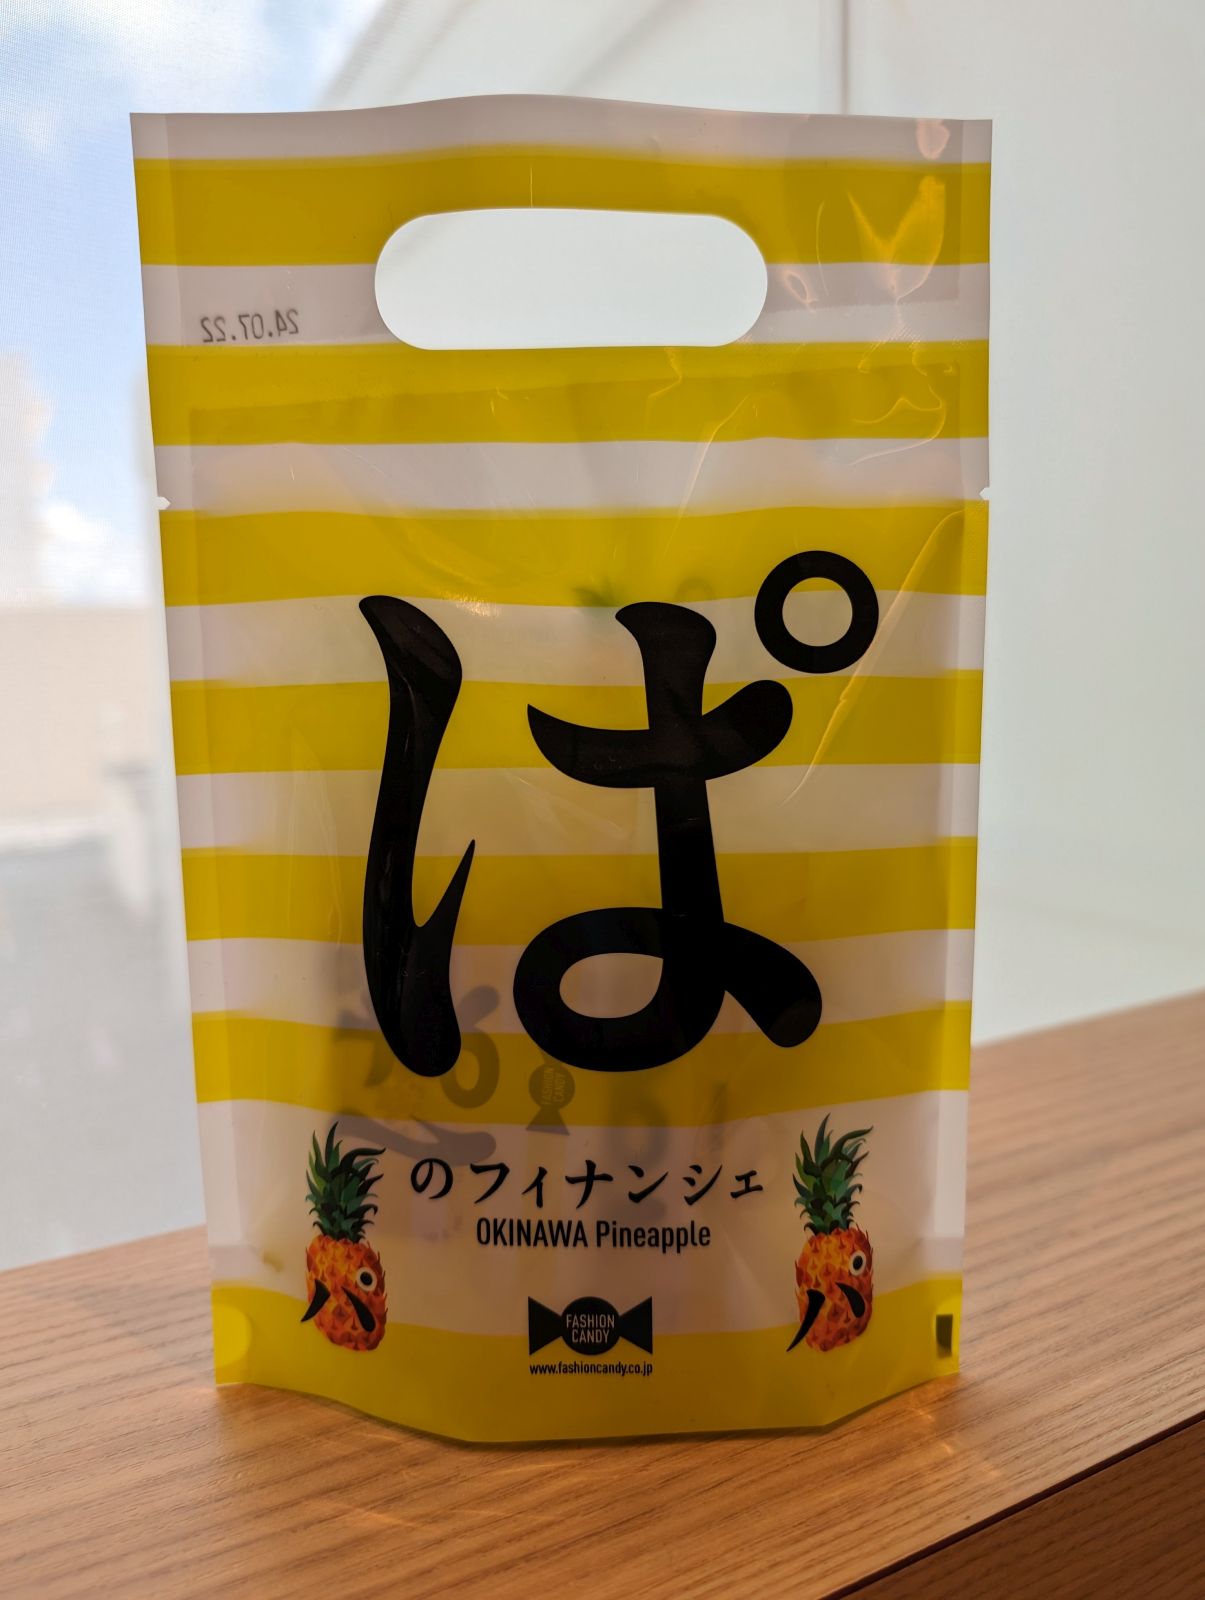 24.07.22
ぱ
のフィナンシェ
OKINAWA Pineapple
FASHION
CANDY
www.fashioncandy.co.jp